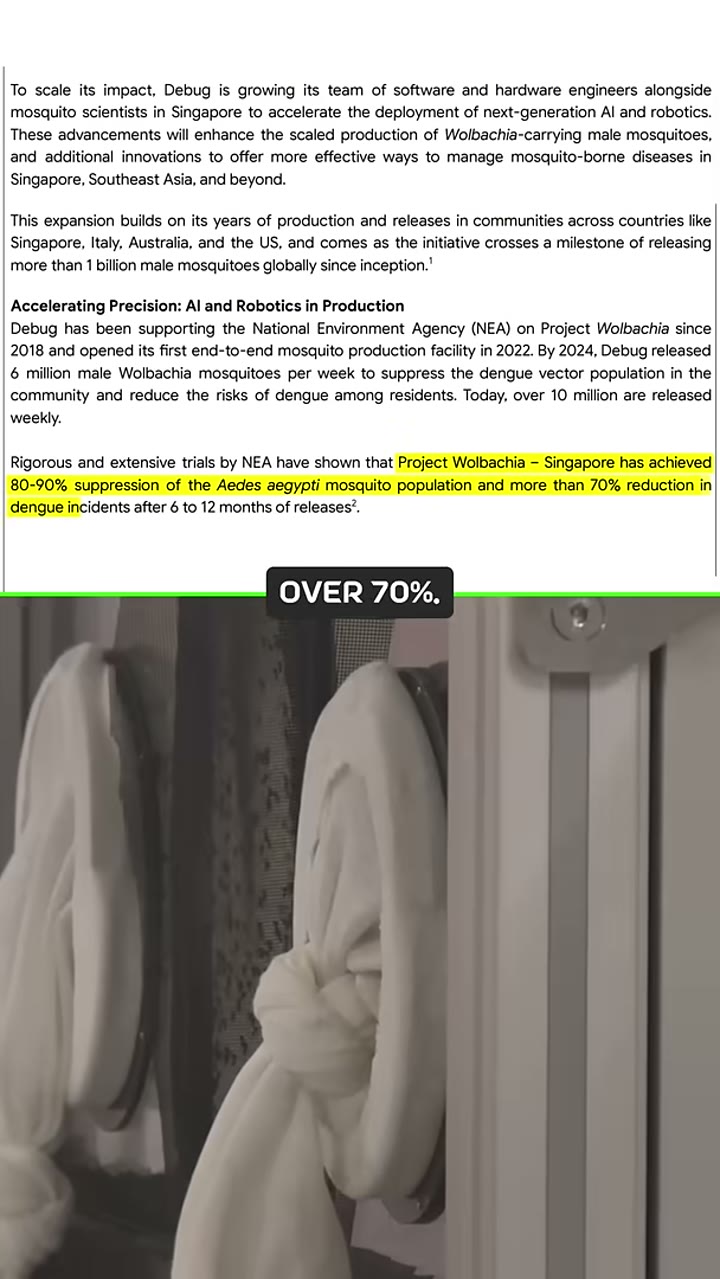 To scale its impact, Debug is growing its team of software and hardware engineers alongside
mosquito scientists in Singapore to accelerate the deployment of next-generation AI and robotics.
These advancements will enhance the scaled production of Wolbachia-carrying male mosquitoes,
and additional innovations to offer more effective ways to manage mosquito-borne diseases in
Singapore, Southeast Asia, and beyond.
This expansion builds on its years of production and releases in communities across countries like
Singapore, Italy, Australia, and the US, and comes as the initiative crosses a milestone of releasing
more than 1 billion male mosquitoes globally since inception.¹
Accelerating Precision: AI and Robotics in Production
Debug has been supporting the National Environment Agency (NEA) on Project Wolbachia since
2018 and opened its first end-to-end mosquito production facility in 2022. By 2024, Debug released
6 million male Wolbachia mosquitoes per week to suppress the dengue vector population in the
community and reduce the risks of dengue among residents. Today, over 10 million are released
weekly.
Rigorous and extensive trials by NEA have shown that Project Wolbachia – Singapore has achieved
80-90% suppression of the Aedes aegypti mosquito population and more than 70% reduction in
dengue incidents after 6 to 12 months of releases².
OVER 70%.